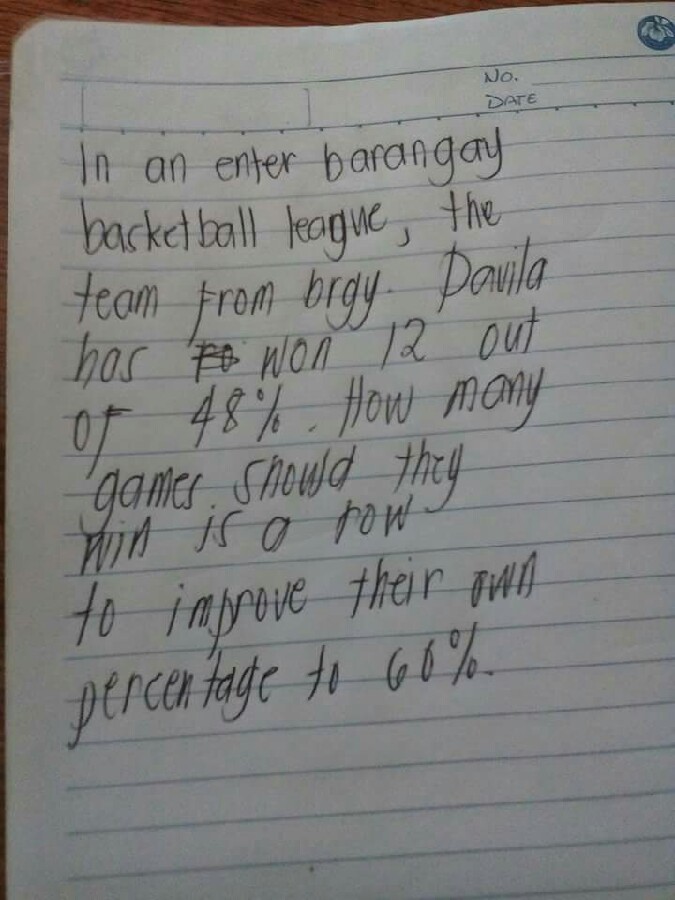 No.
DATE
In an enter barangay
basketball league, the
team from brgy. Davila
has won 12 out
of 48%. How many
games should they
win is a row
to improve their own
percentage to 60%.